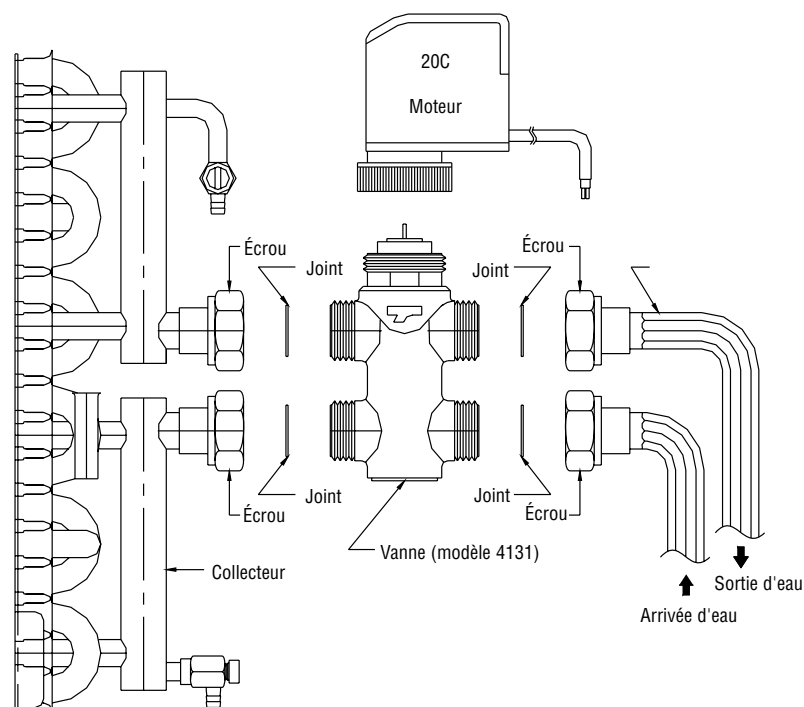 20C
Moteur
Écrou
Joint
Joint
Écrou
Joint
Écrou
Joint
Écrou
Vanne (modèle 4131)
Collecteur
Sortie d'eau
Arrivée d'eau